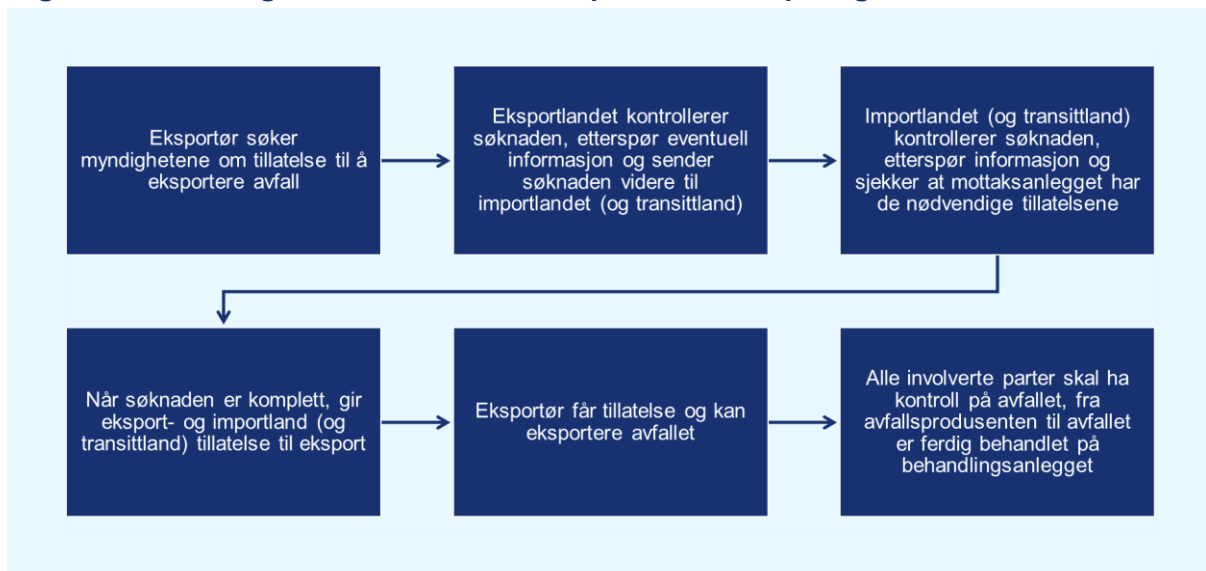 Eksportør søker
myndighetene om tillatelse til å
eksportere avfall
Eksportlandet kontrollerer
søknaden, etterspør eventuell
informasjon og sender
søknaden videre til
importlandet (og transittland)
Importlandet (og transittland)
kontrollerer søknaden,
etterspør informasjon og
sjekker at mottaksanlegget har
de nødvendige tillatelsene
Når søknaden er komplett, gir
eksport- og importland (og
transittland) tillatelse til eksport
Eksportør får tillatelse og kan
eksportere avfallet
Alle involverte parter skal ha
kontroll på avfallet, fra
avfallsprodusenten til avfallet
er ferdig behandlet på
behandlingsanlegget